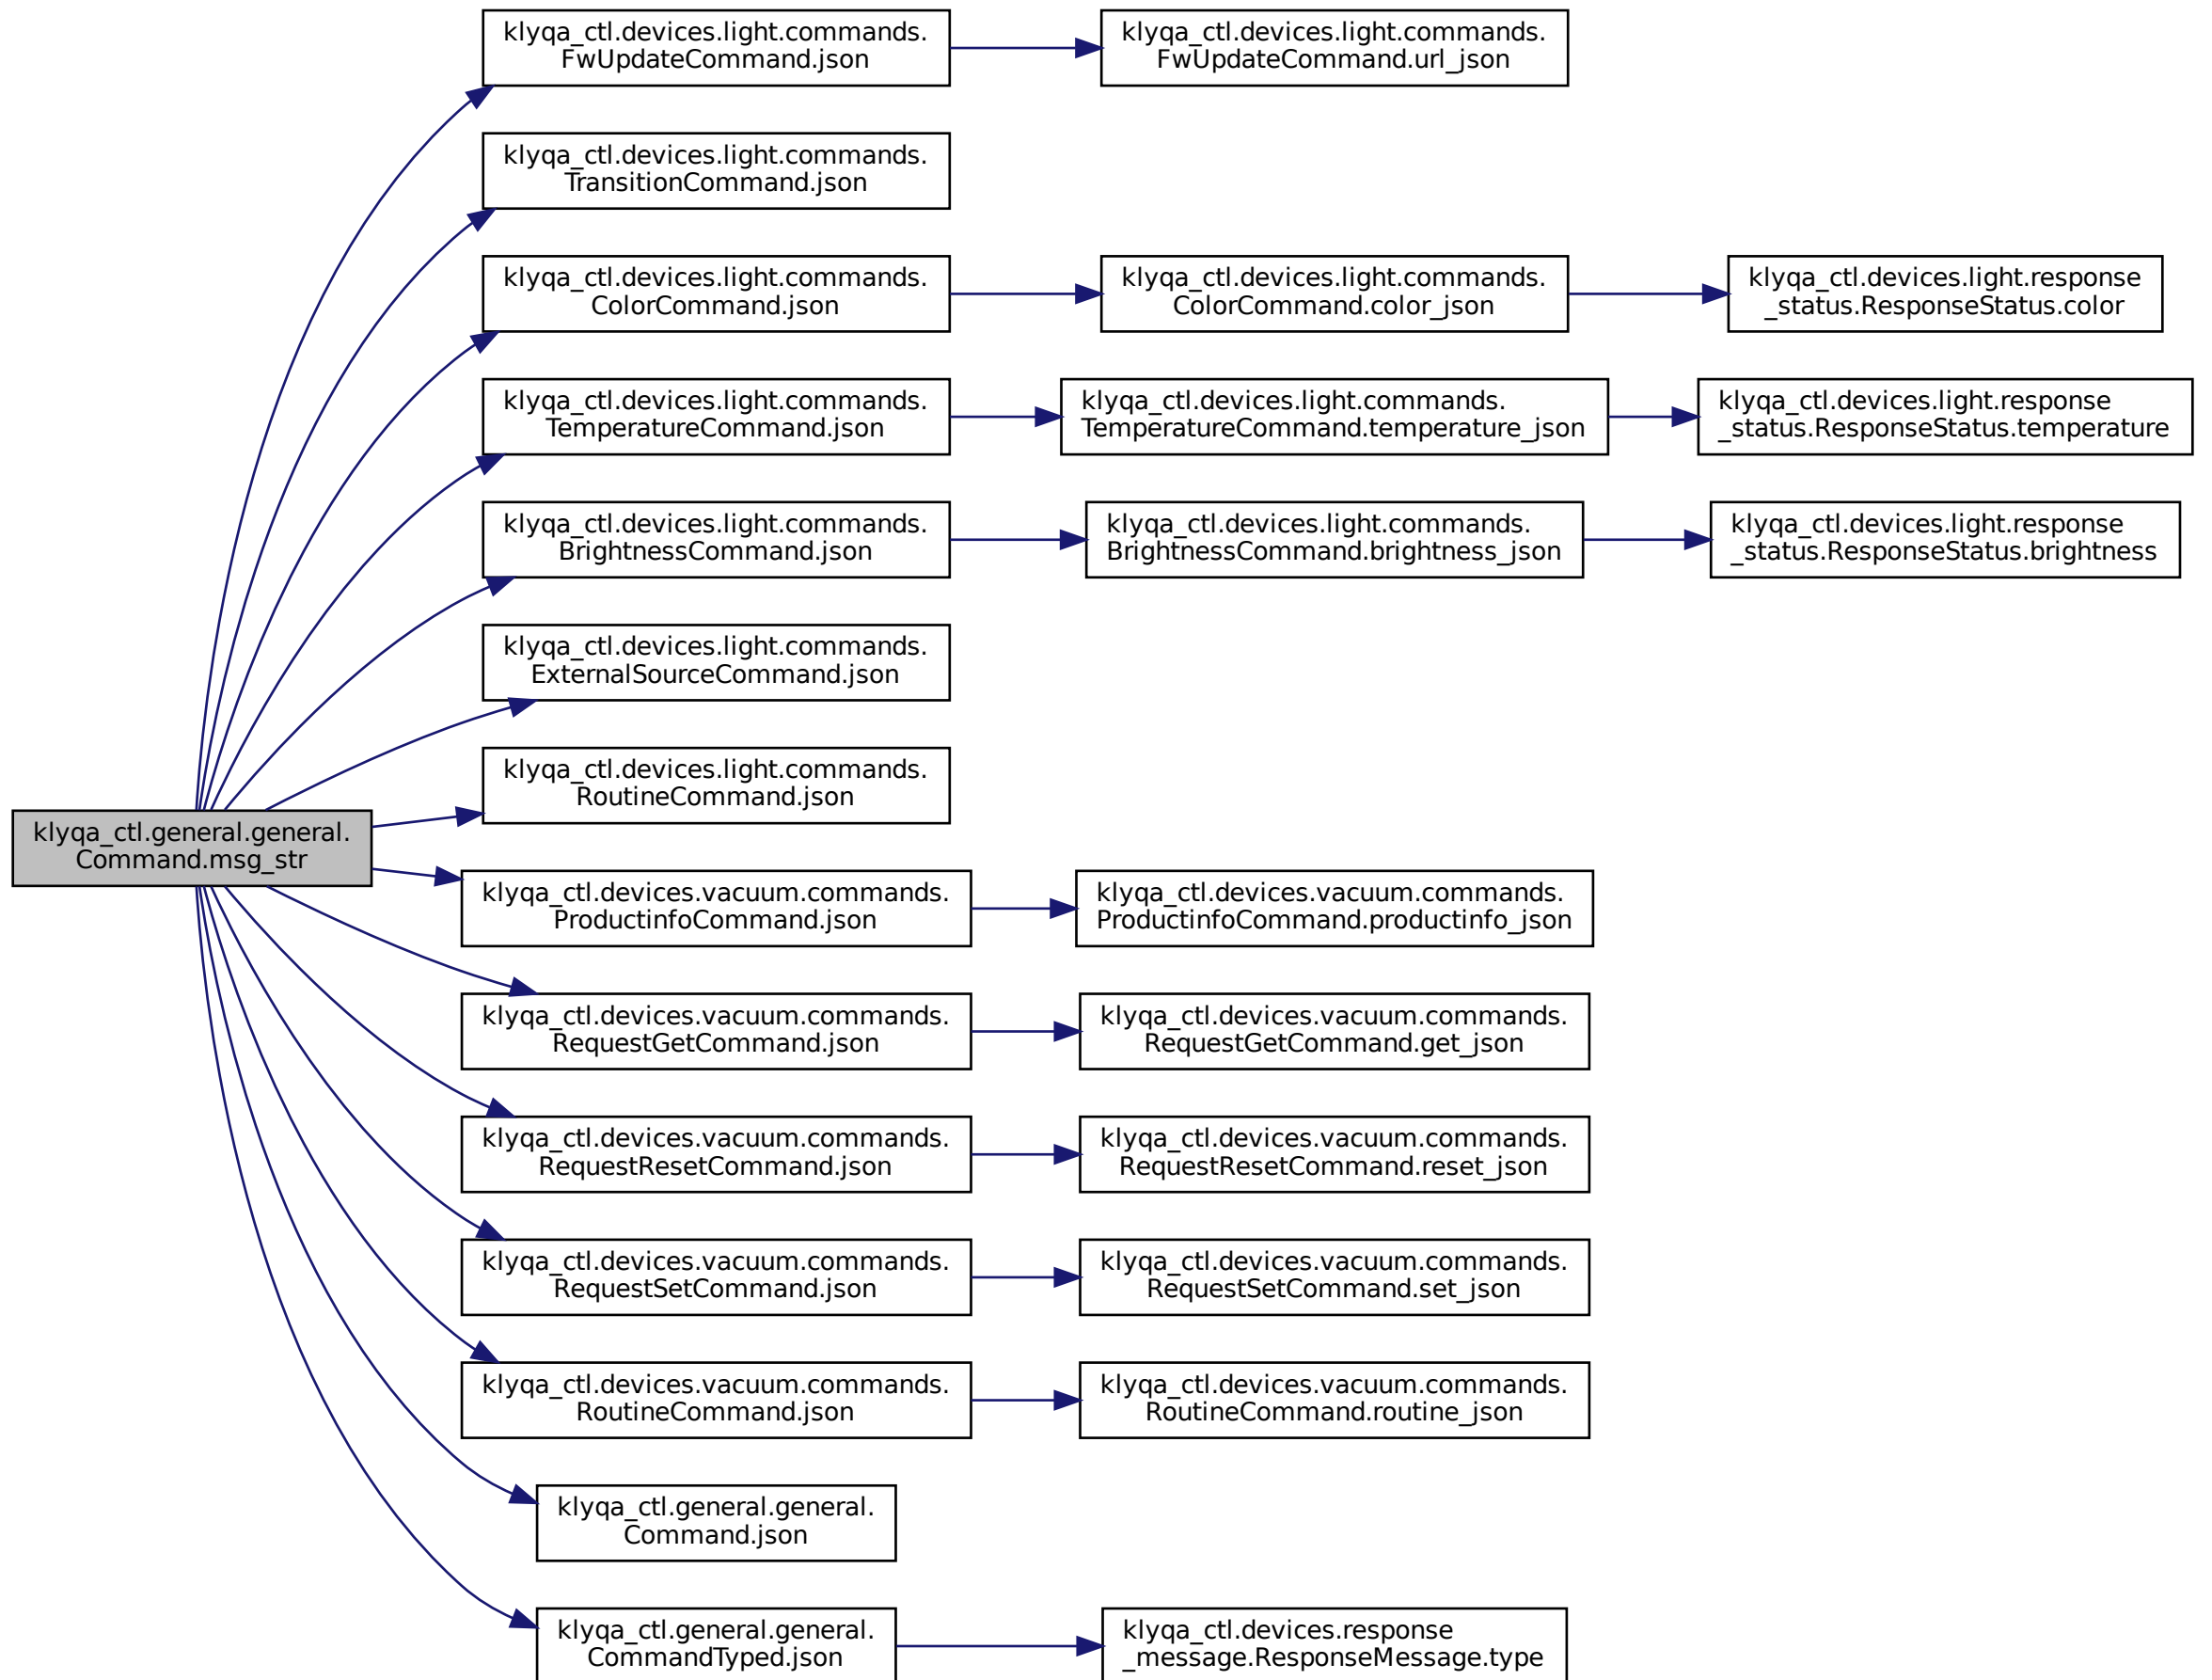 klyqa_ctl.devices.light.commands.
FwUpdateCommand.json
klyqa_ctl.devices.light.commands.
FwUpdateCommand.url_json
klyqa_ctl.devices.light.commands.
TransitionCommand.json
klyqa_ctl.devices.light.commands.
ColorCommand.json
klyqa_ctl.devices.light.commands.
ColorCommand.color_json
klyqa_ctl.devices.light.response
_status.ResponseStatus.color
klyqa_ctl.devices.light.commands.
TemperatureCommand.json
klyqa_ctl.devices.light.commands.
TemperatureCommand.temperature_json
klyqa_ctl.devices.light.response
_status.ResponseStatus.temperature
klyqa_ctl.devices.light.commands.
BrightnessCommand.json
klyqa_ctl.devices.light.commands.
BrightnessCommand.brightness_json
klyqa_ctl.devices.light.response
_status.ResponseStatus.brightness
klyqa_ctl.devices.light.commands.
ExternalSourceCommand.json
klyqa_ctl.devices.light.commands.
RoutineCommand.json
klyqa_ctl.general.general.
Command.msg_str
klyqa_ctl.devices.vacuum.commands.
ProductinfoCommand.json
klyqa_ctl.devices.vacuum.commands.
ProductinfoCommand.productinfo_json
klyqa_ctl.devices.vacuum.commands.
RequestGetCommand.json
klyqa_ctl.devices.vacuum.commands.
RequestGetCommand.get_json
klyqa_ctl.devices.vacuum.commands.
RequestResetCommand.json
klyqa_ctl.devices.vacuum.commands.
RequestResetCommand.reset_json
klyqa_ctl.devices.vacuum.commands.
RequestSetCommand.json
klyqa_ctl.devices.vacuum.commands.
RequestSetCommand.set_json
klyqa_ctl.devices.vacuum.commands.
RoutineCommand.json
klyqa_ctl.devices.vacuum.commands.
RoutineCommand.routine_json
klyqa_ctl.general.general.
Command.json
klyqa_ctl.general.general.
CommandTyped.json
klyqa_ctl.devices.response
_message.ResponseMessage.type